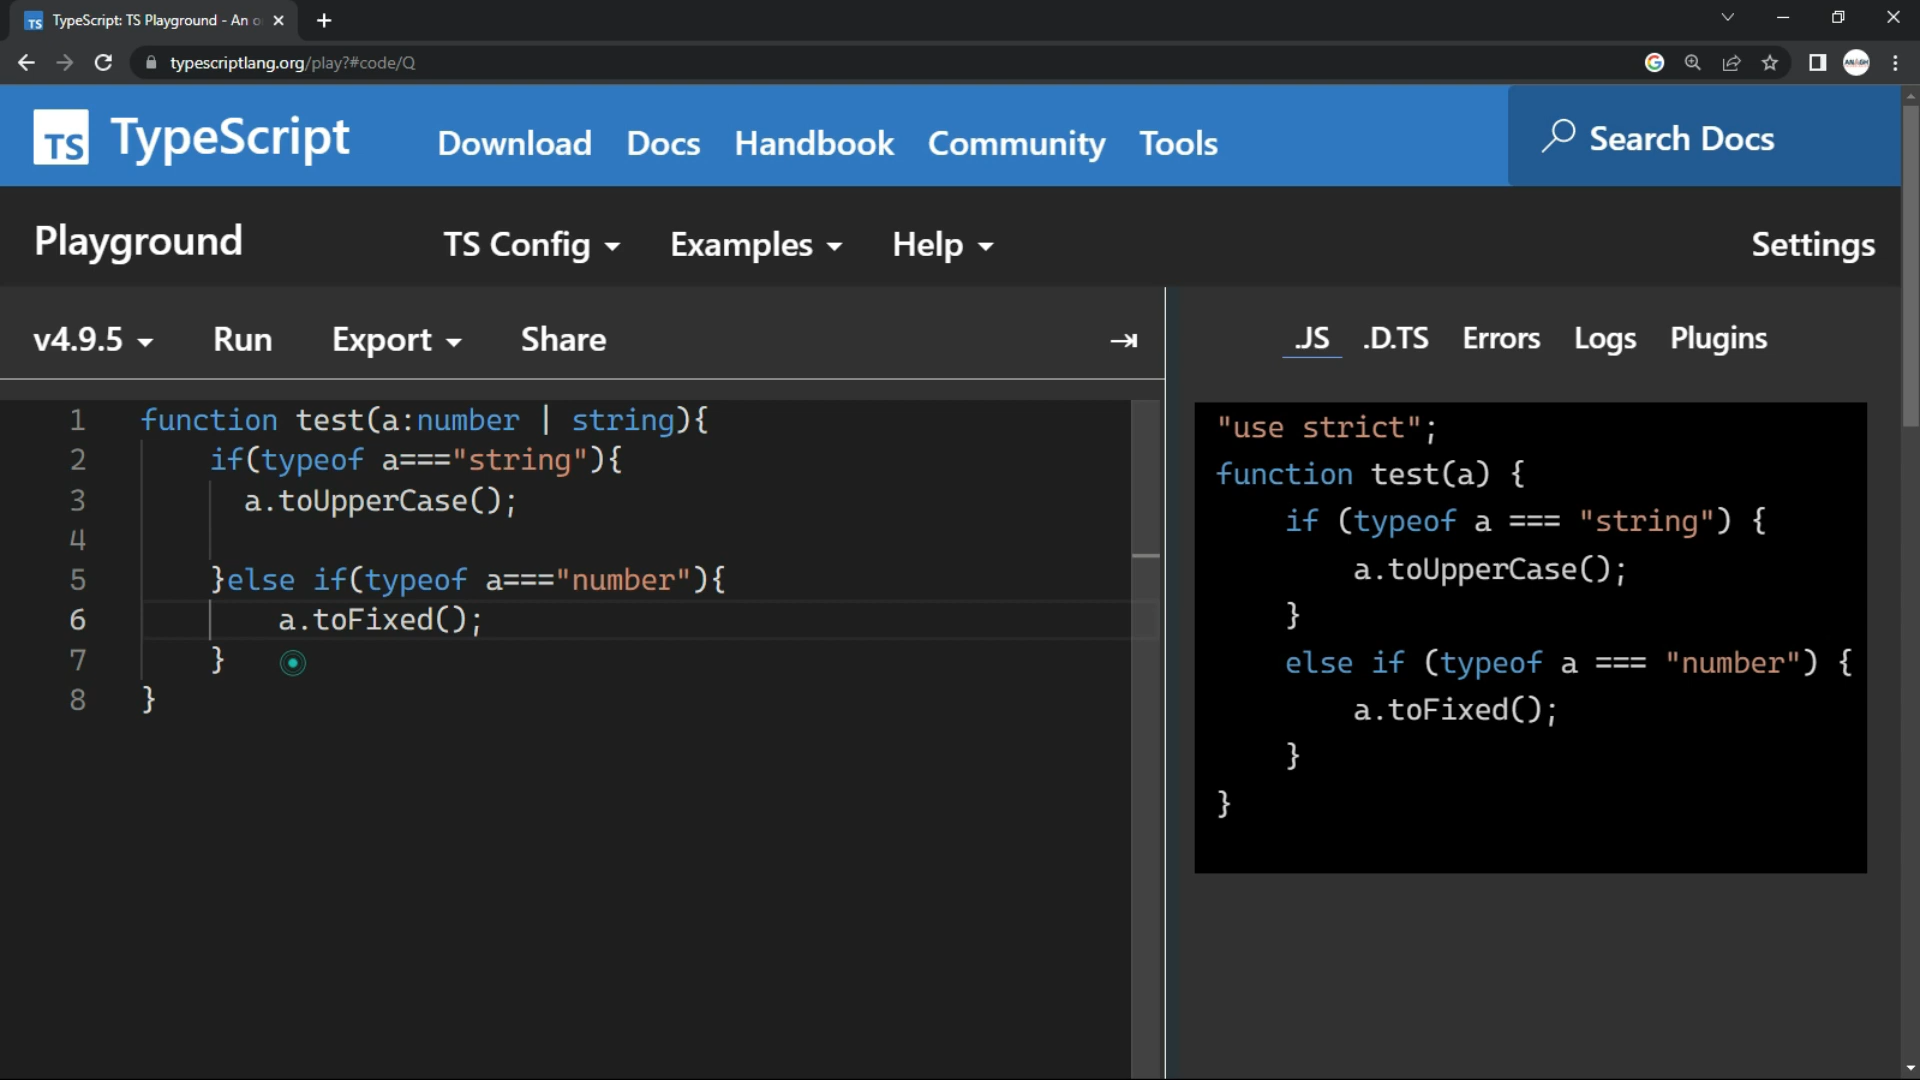 TS TypeScript: TS Playground - An o
typescriptlang.org/play?#code/Q
TS TypeScript Download Docs Handbook Community Tools Search Docs
Playground TS Config Examples Help Settings
v4.9.5 Run Export Share
.JS .D.TS Errors Logs Plugins
1 function test(a:number | string){
2 if(typeof a==="string"){
3 a.toUpperCase();
4
5 }else if(typeof a==="number"){
6 a.toFixed();
7 }
8 }
"use strict";
function test(a) {
if (typeof a === "string") {
a.toUpperCase();
}
else if (typeof a === "number") {
a.toFixed();
}
}